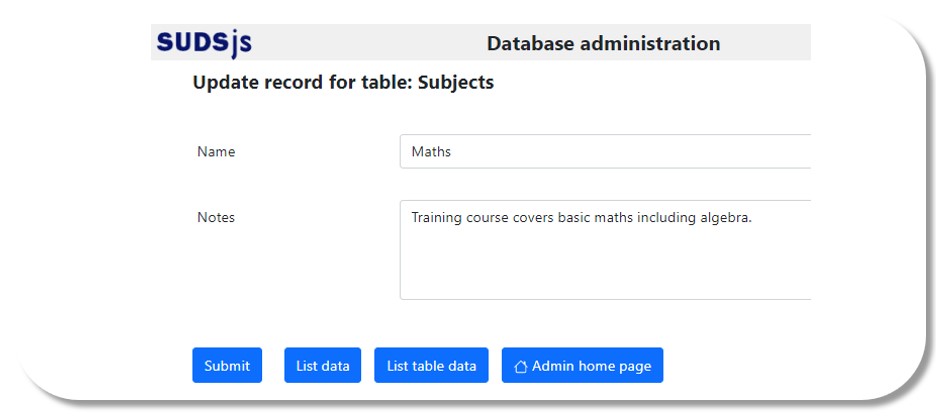 SUDSjs Database administration
Update record for table: Subjects
Name Maths
Notes Training course covers basic maths including algebra.
Submit List data List table data Admin home page